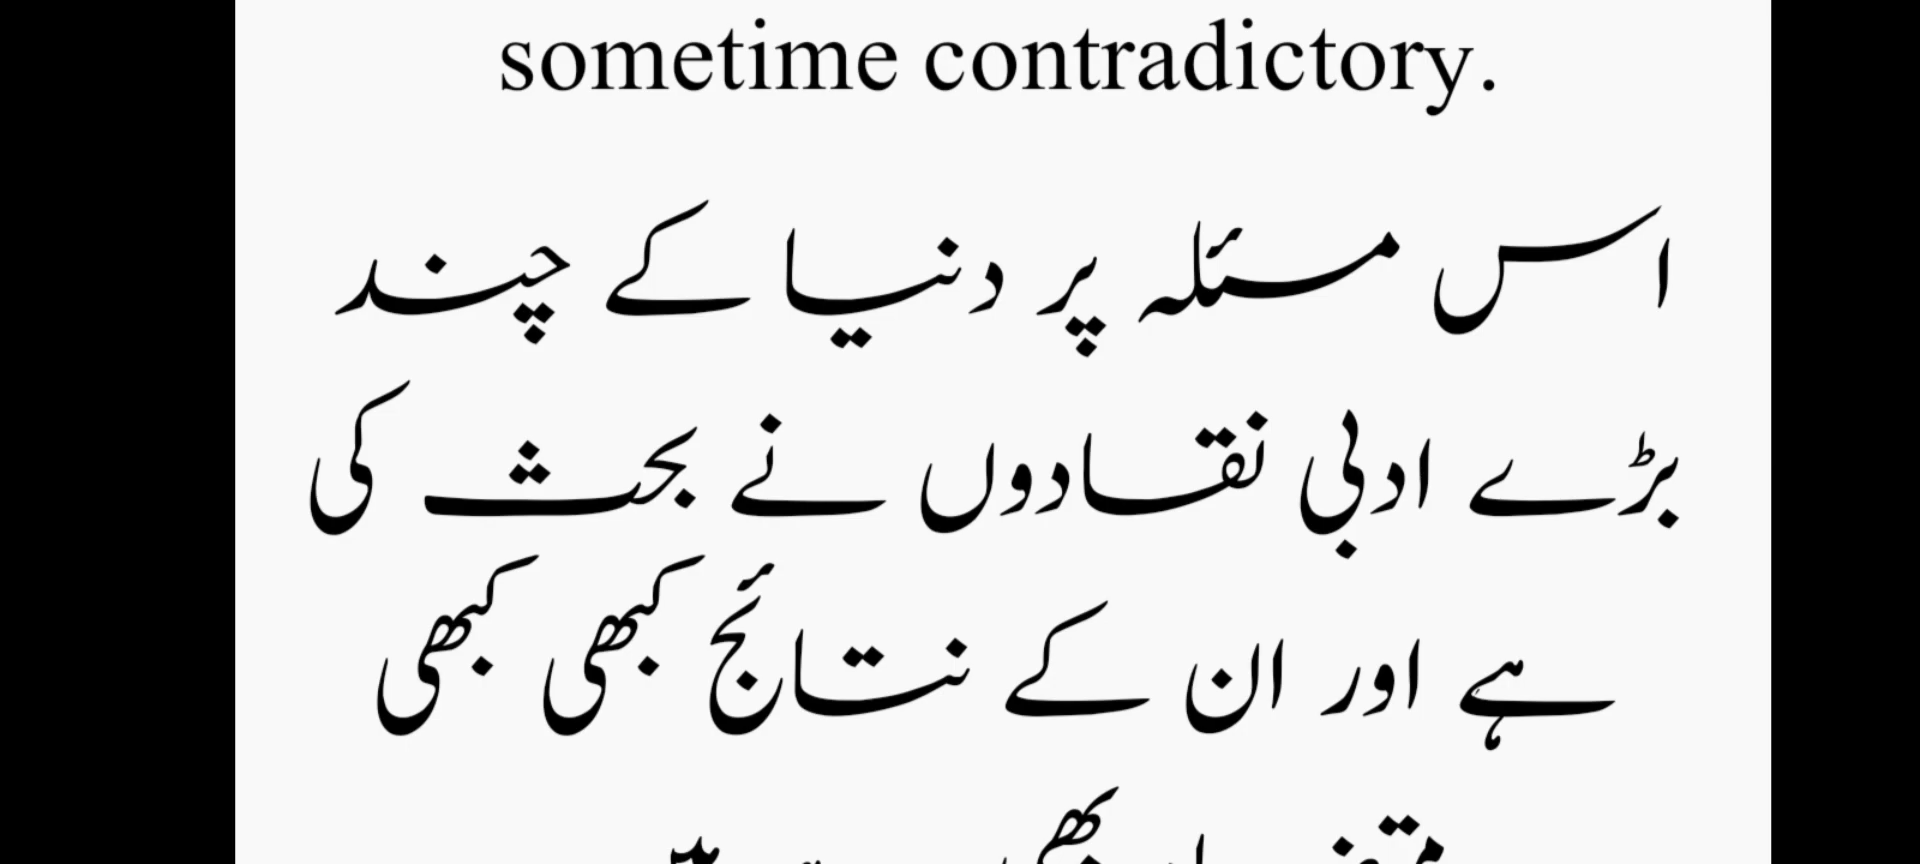 sometime contradictory.
اس مسئلہ پر دنیا کے چند
بڑے ادبی نقادوں نے بحث کی
ہے اور ان کے نتائج کبھی کبھی